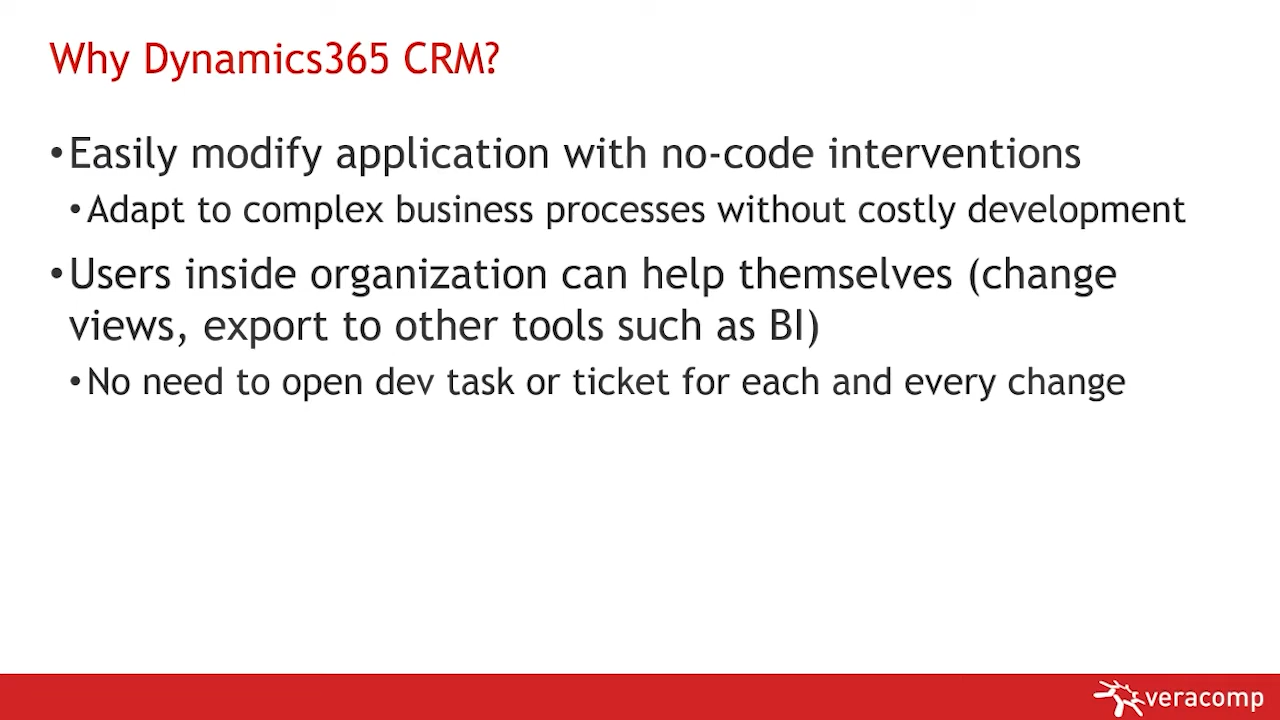 Why Dynamics365 CRM?
•Easily modify application with no-code interventions
•Adapt to complex business processes without costly development
•Users inside organization can help themselves (change
views, export to other tools such as BI)
•No need to open dev task or ticket for each and every change
veracomp